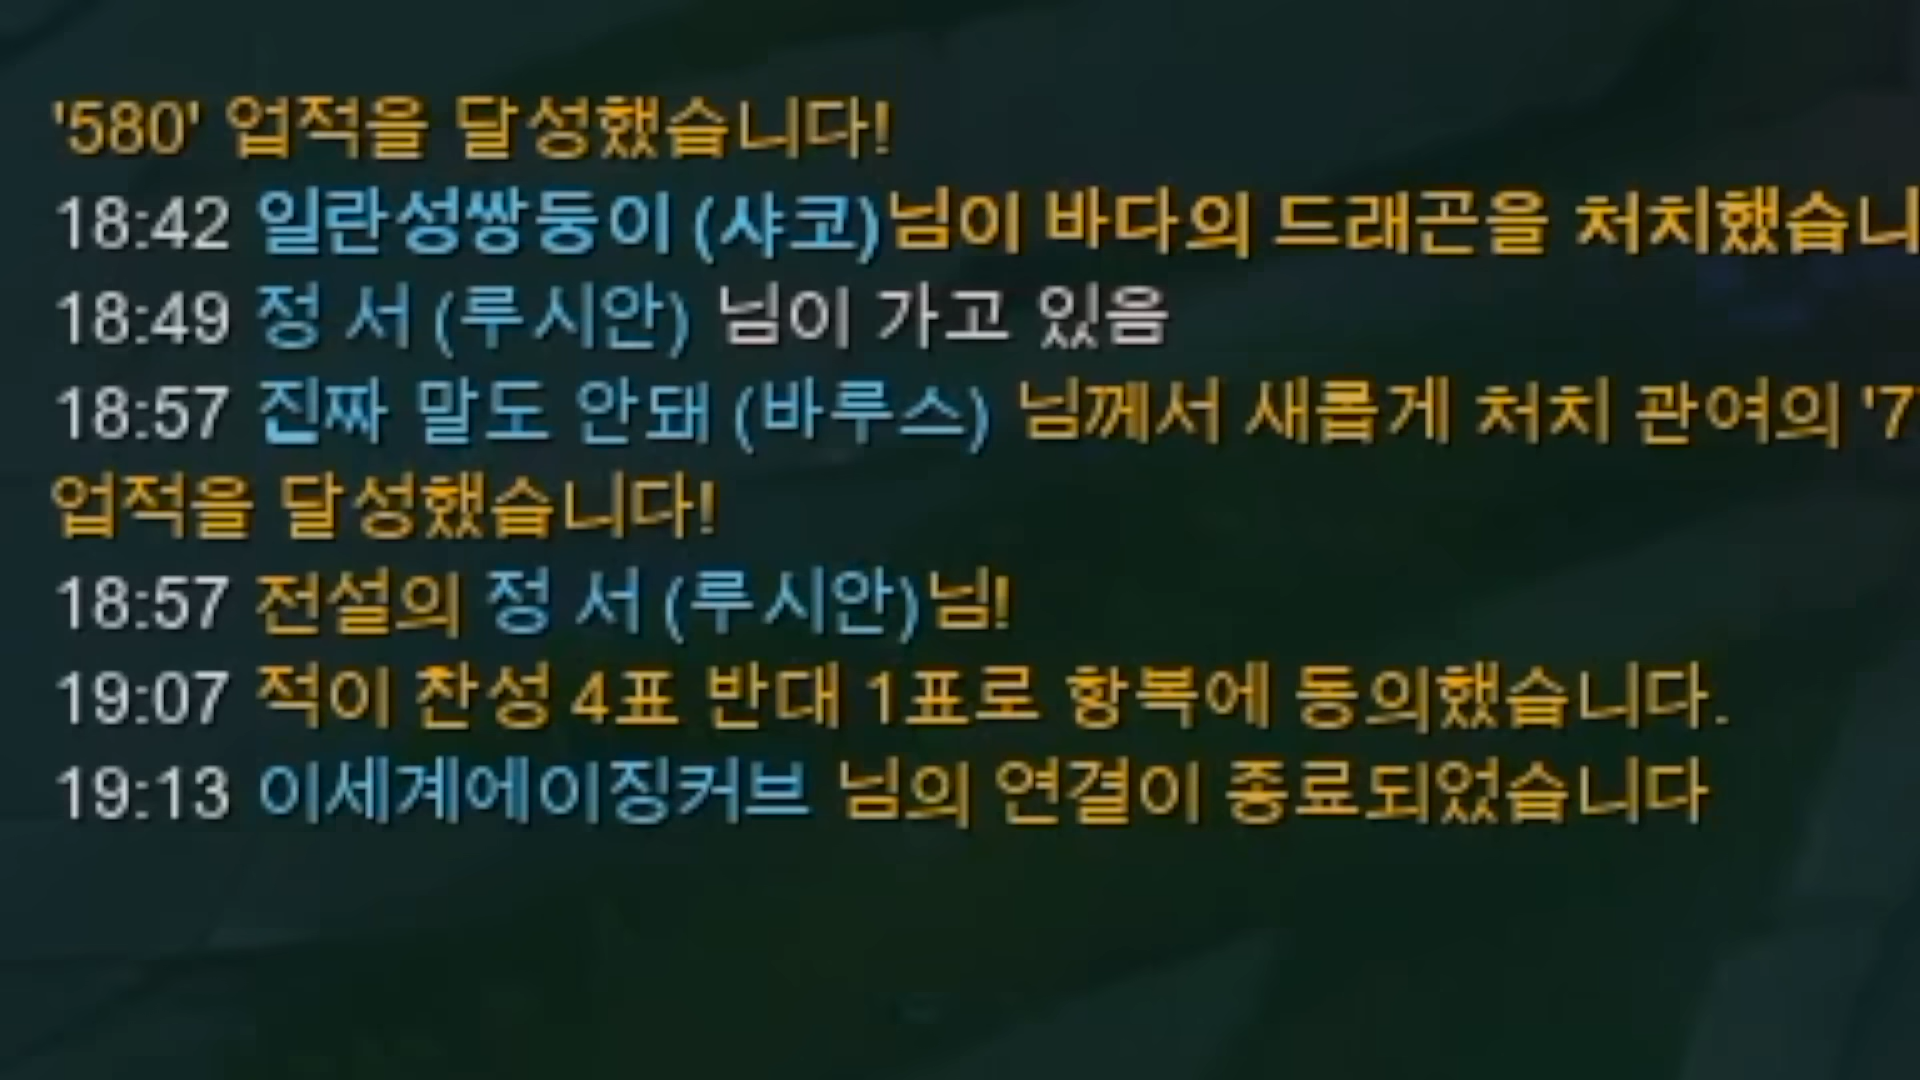 '580' 업적을 달성했습니다!
18:42 일란성쌍둥이 (샤코)님이 바다의 드래곤을 처치했습니
18:49 정 서 (루시안) 님이 가고 있음
18:57 진짜 말도 안돼 (바루스) 님께서 새롭게 처치 관여의 '7
업적을 달성했습니다!
18:57 전설의 정 서 (루시안)님!
19:07 적이 찬성 4표 반대 1표로 항복에 동의했습니다.
19:13 이세계에이징커브 님의 연결이 종료되었습니다